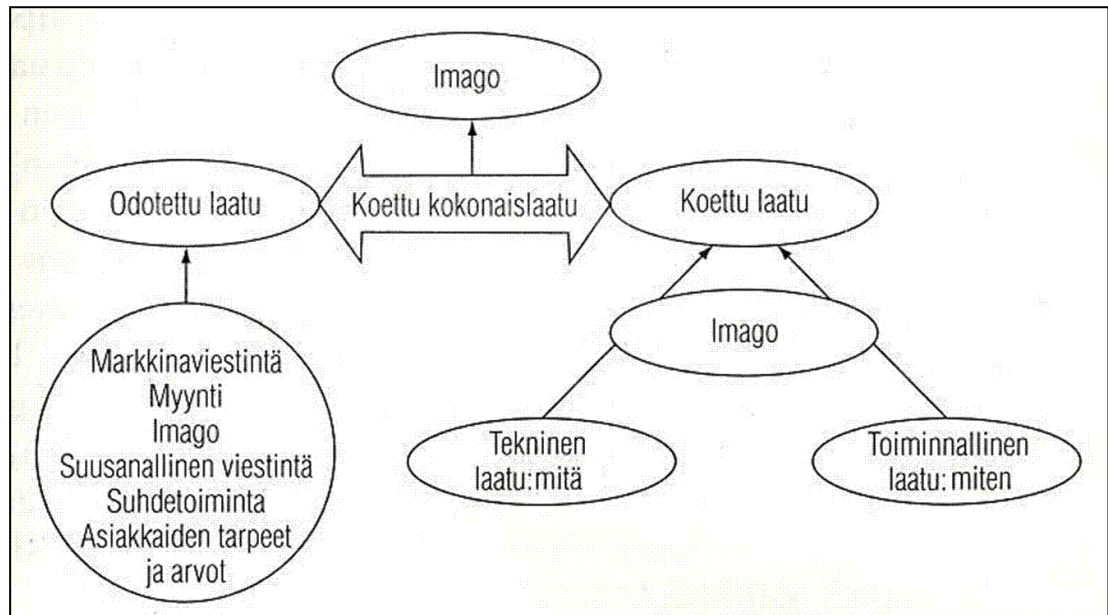 Imago
Odotettu laatu
Koettu kokonaislaatu
Koettu laatu
Markkinaviestintä
Myynti
Imago
Suusanallinen viestintä
Suhdetoiminta
Asiakkaiden tarpeet
ja arvot
Imago
Tekninen
laatu: mitä
Toiminnallinen
laatu: miten